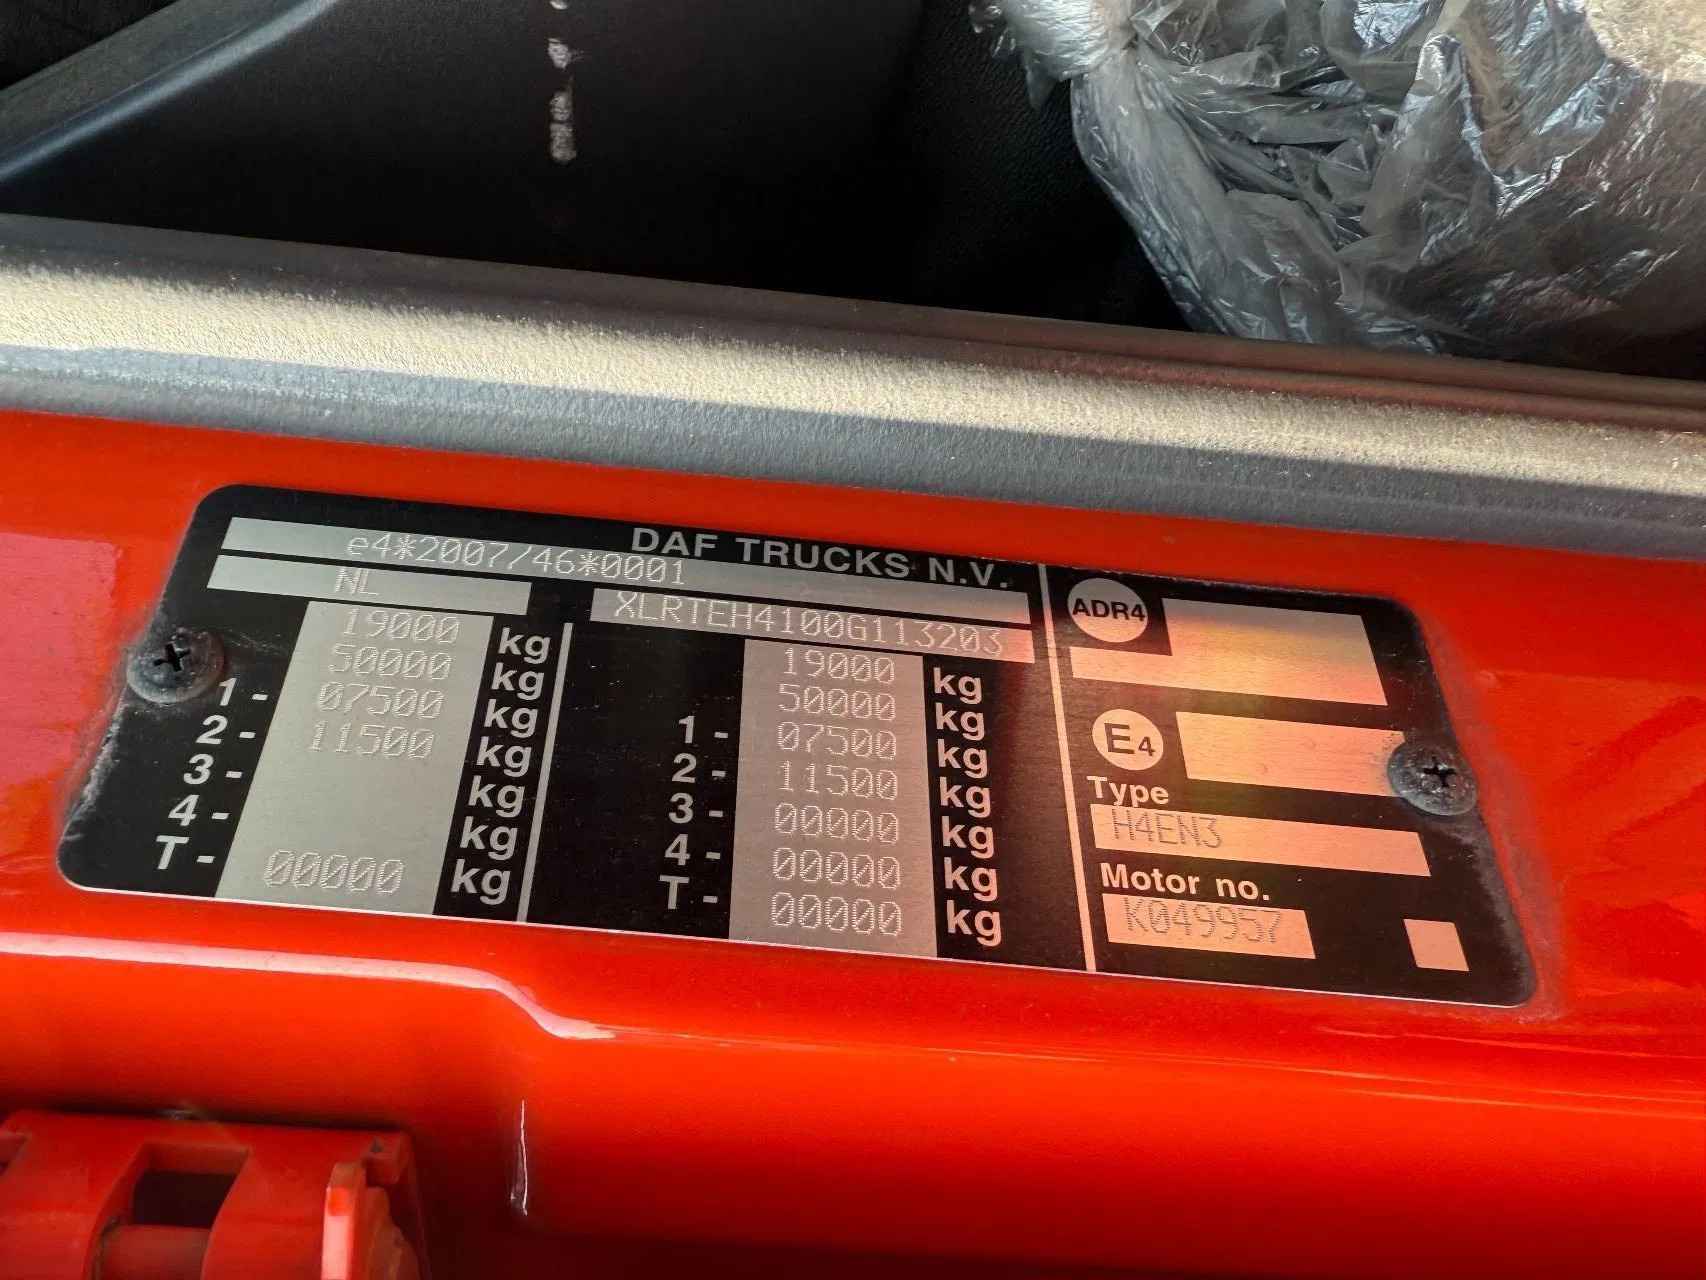 DAF TRUCKS N.V.
e4*2007/46*0001
NL XLRTEH4100G113203
19000 kg 19000 kg
50000 kg 50000 kg
1 - 07500 kg 1 - 07500 kg
2 - 11500 kg 2 - 11500 kg
3 - kg 3 - 00000 kg
4 - kg 4 - 00000 kg
T - 00000 kg T - 00000 kg
ADR4
E4
Type
H4EN3
Motor no.
K049957